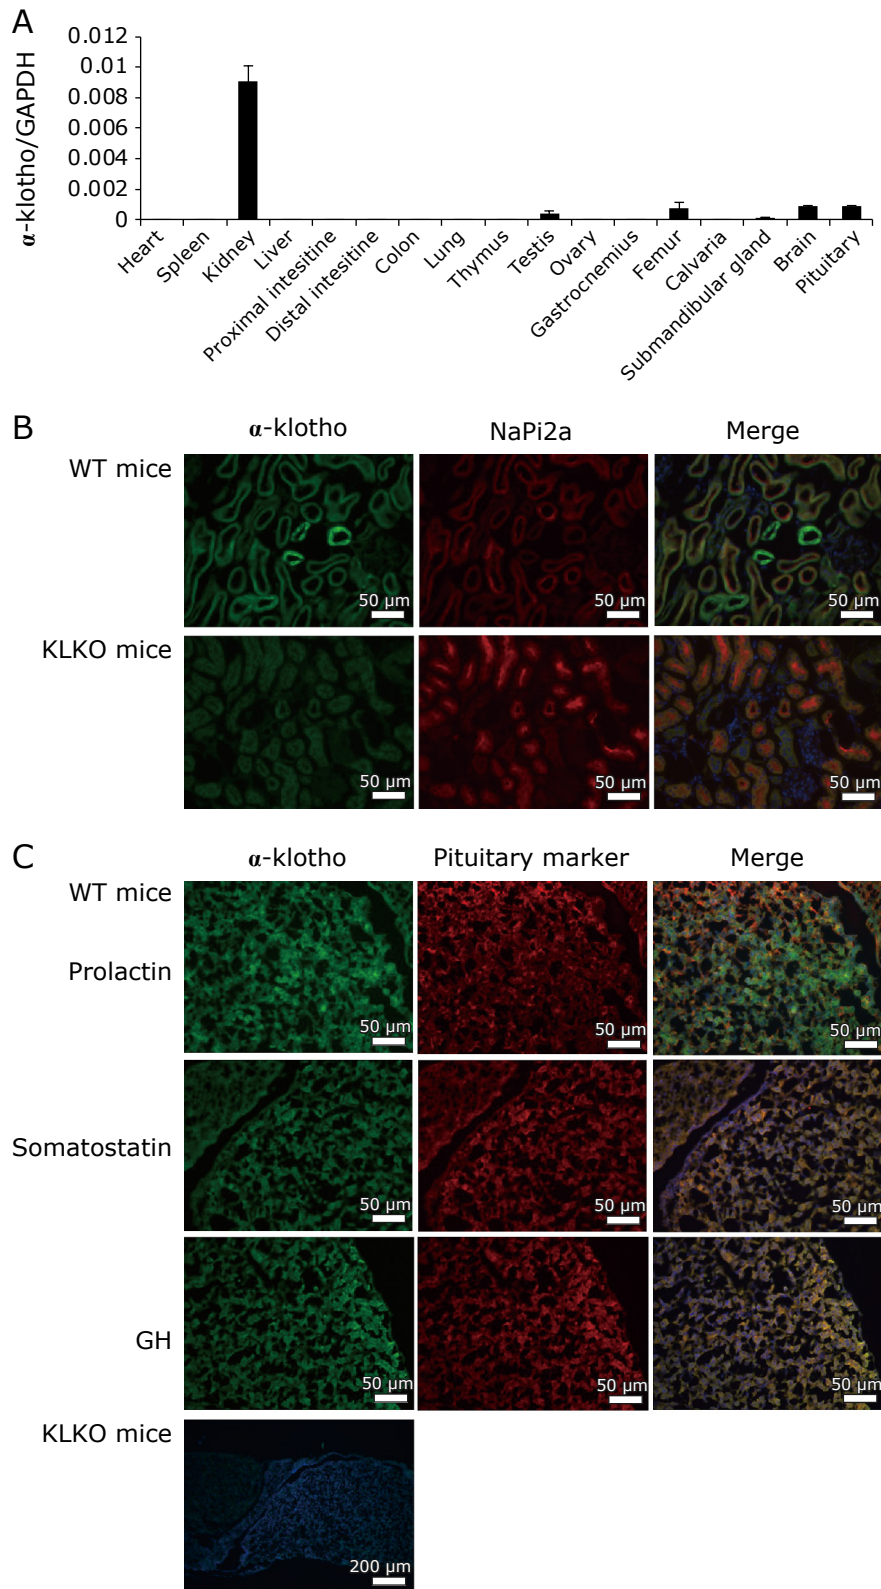 A
α-klotho/GAPDH
0.012
0.01
0.008
0.006
0.004
0.002
0
Heart
Spleen
Kidney
Liver
Proximal intesitine
Distal intesitine
Colon
Lung
Thymus
Testis
Ovary
Gastrocnemius
Femur
Calvaria
Submandibular gland
Brain
Pituitary
B
α-klotho NaPi2a Merge
WT mice
50 µm 50 µm 50 µm
KLKO mice
50 µm 50 µm 50 µm
C
α-klotho Pituitary marker Merge
WT mice
Prolactin
50 µm 50 µm 50 µm
Somatostatin
50 µm 50 µm 50 µm
GH
50 µm 50 µm 50 µm
KLKO mice
200 µm